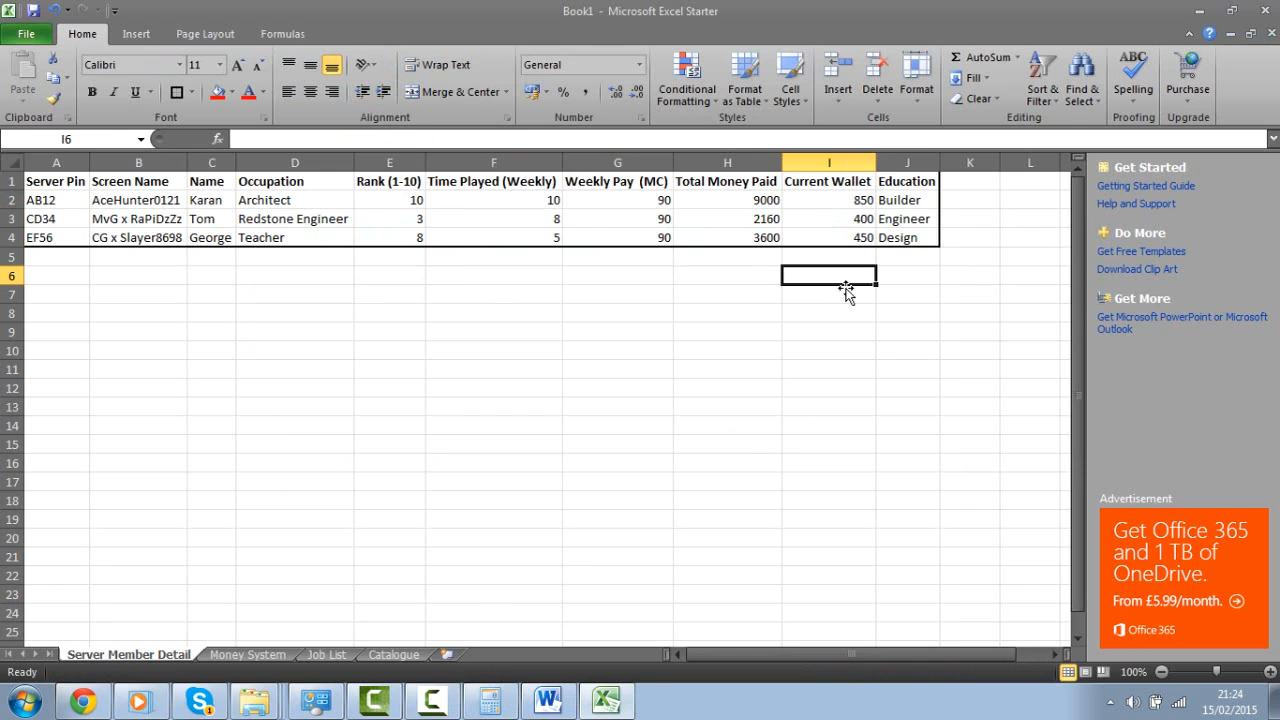 Book1 - Microsoft Excel Starter
File Home Insert Page Layout Formulas
Calibri 11 Wrap Text General AutoSum
Paste Fill
B I U Merge & Center % Clear
Conditional Formatting Format as Table Cell Styles Insert Delete Format Sort & Filter Find & Select Spelling Purchase
Clipboard Font Alignment Number Styles Cells Editing Proofing Upgrade
I6 fx
A B C D E F G H I J K L
1 Server Pin Screen Name Name Occupation Rank (1-10) Time Played (Weekly) Weekly Pay (MC) Total Money Paid Current Wallet Education
2 AB12 AceHunter0121 Karan Architect 10 10 90 9000 850 Builder
3 CD34 MvG x RaPiDzZz Tom Redstone Engineer 3 8 90 2160 400 Engineer
4 EF56 CG x Slayer8698 George Teacher 8 5 90 3600 450 Design
5
6
7
8
9
10
11
12
13
14
15
16
17
18
19
20
21
22
23
24
25
Get Started
Getting Started Guide
Help and Support
Do More
Get Free Templates
Download Clip Art
Get More
Get Microsoft PowerPoint or Microsoft
Outlook
Advertisement
Get Office 365
and 1 TB of
OneDrive.
From £5.99/month.
Office 365
Server Member Detail Money System Job List Catalogue
Ready 100%
21:24
15/02/2015